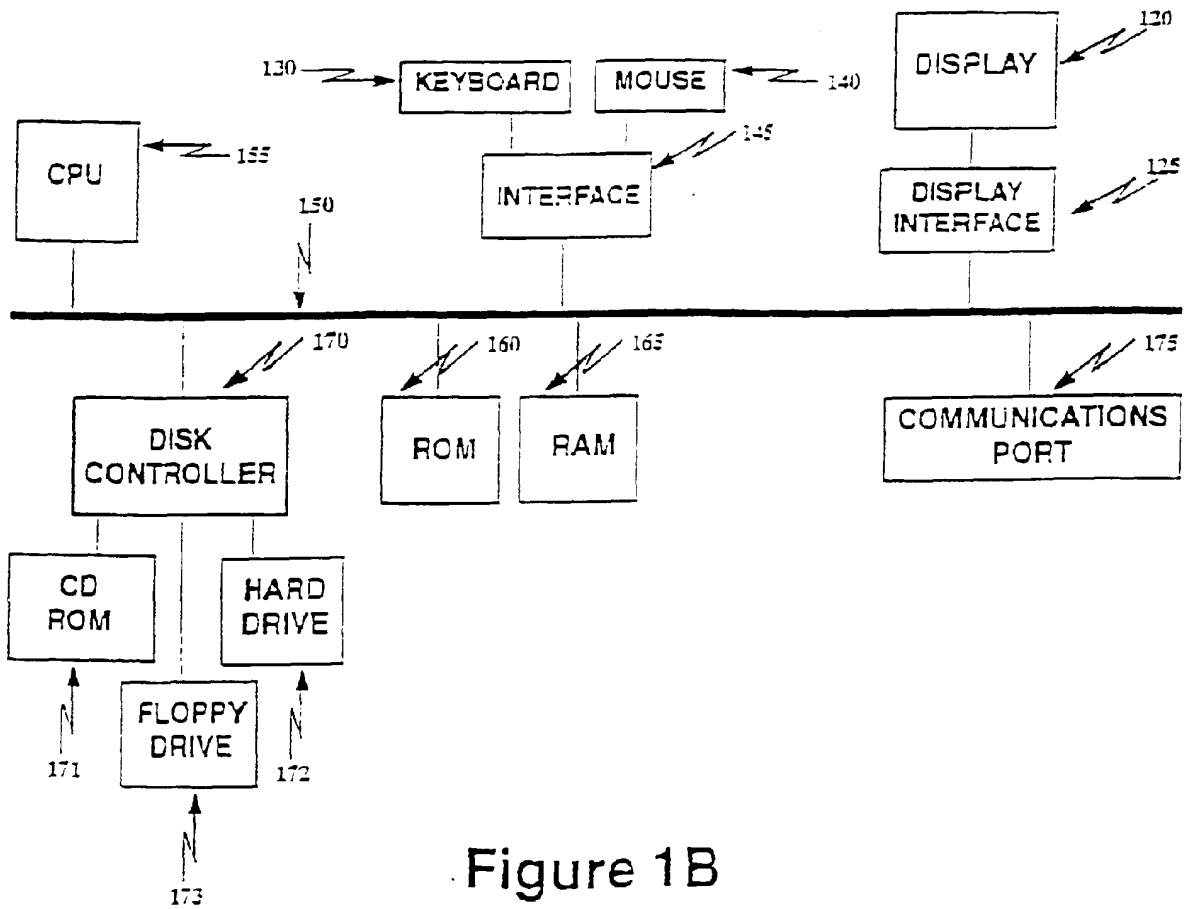 120
DISPLAY
130
KEYBOARD
MOUSE
140
155
CPU
145
INTERFACE
125
DISPLAY
INTERFACE
150
170
160
165
175
DISK
CONTROLLER
ROM
RAM
COMMUNICATIONS
PORT
CD
ROM
HARD
DRIVE
FLOPPY
DRIVE
171
172
173
Figure 1B